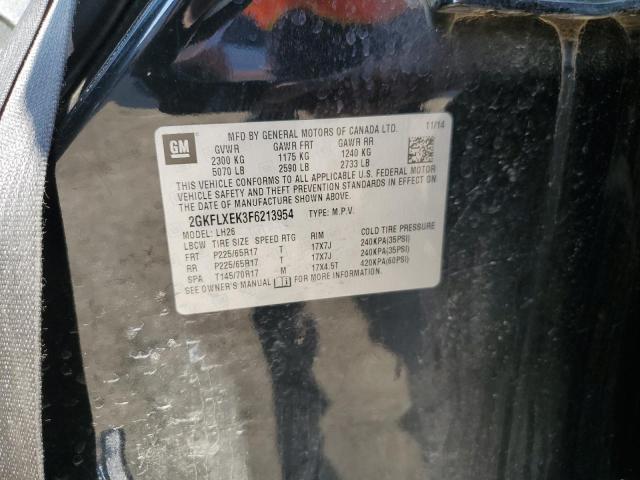 MFD BY GENERAL MOTORS OF CANADA LTD. 11/14
GM
GVWR GAWR FRT GAWR RR
2300 KG 1175 KG 1240 KG
5070 LB 2590 LB 2733 LB
THIS VEHICLE CONFORMS TO ALL APPLICABLE U.S. FEDERAL MOTOR
VEHICLE SAFETY AND THEFT PREVENTION STANDARDS IN EFFECT ON
THE DATE OF MANUFACTURE SHOWN ABOVE.
2GKFLXEK3F6213954 TYPE: M.P.V.
MODEL: LH26
LBCW TIRE SIZE SPEED RTG RIM COLD TIRE PRESSURE
FRT P225/65R17 T 17X7J 240KPA(35PSI)
RR P225/65R17 T 17X7J 240KPA(35PSI)
SPA T145/70R17 M 17X4.5T 420KPA(60PSI)
SEE OWNER'S MANUAL FOR MORE INFORMATION.